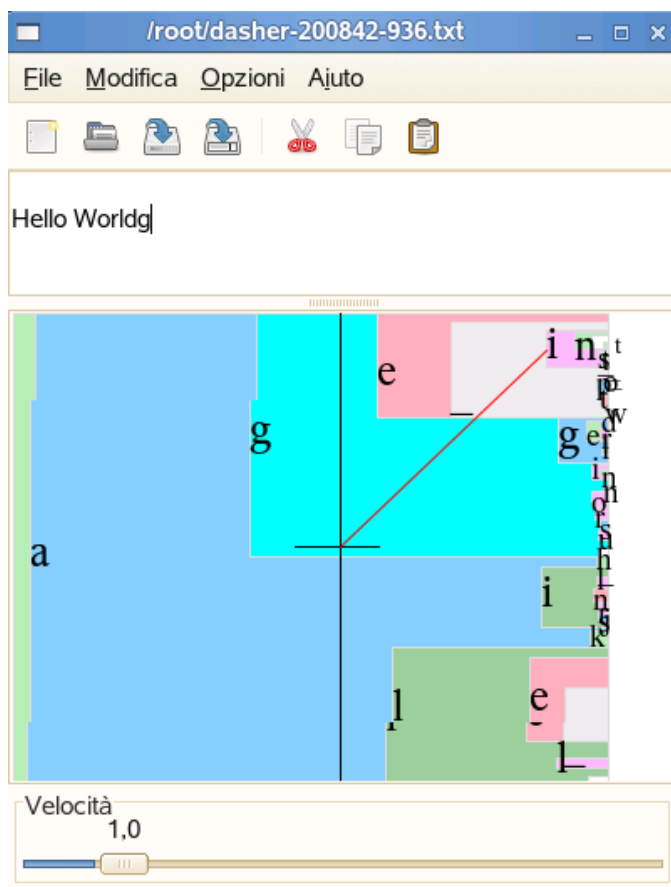 /root/dasher-200842-936.txt
File Modifica Opzioni Aiuto
Hello Worldg
e
i n
t
g
g e
a
i
k
l
e
l
Velocità
1,0